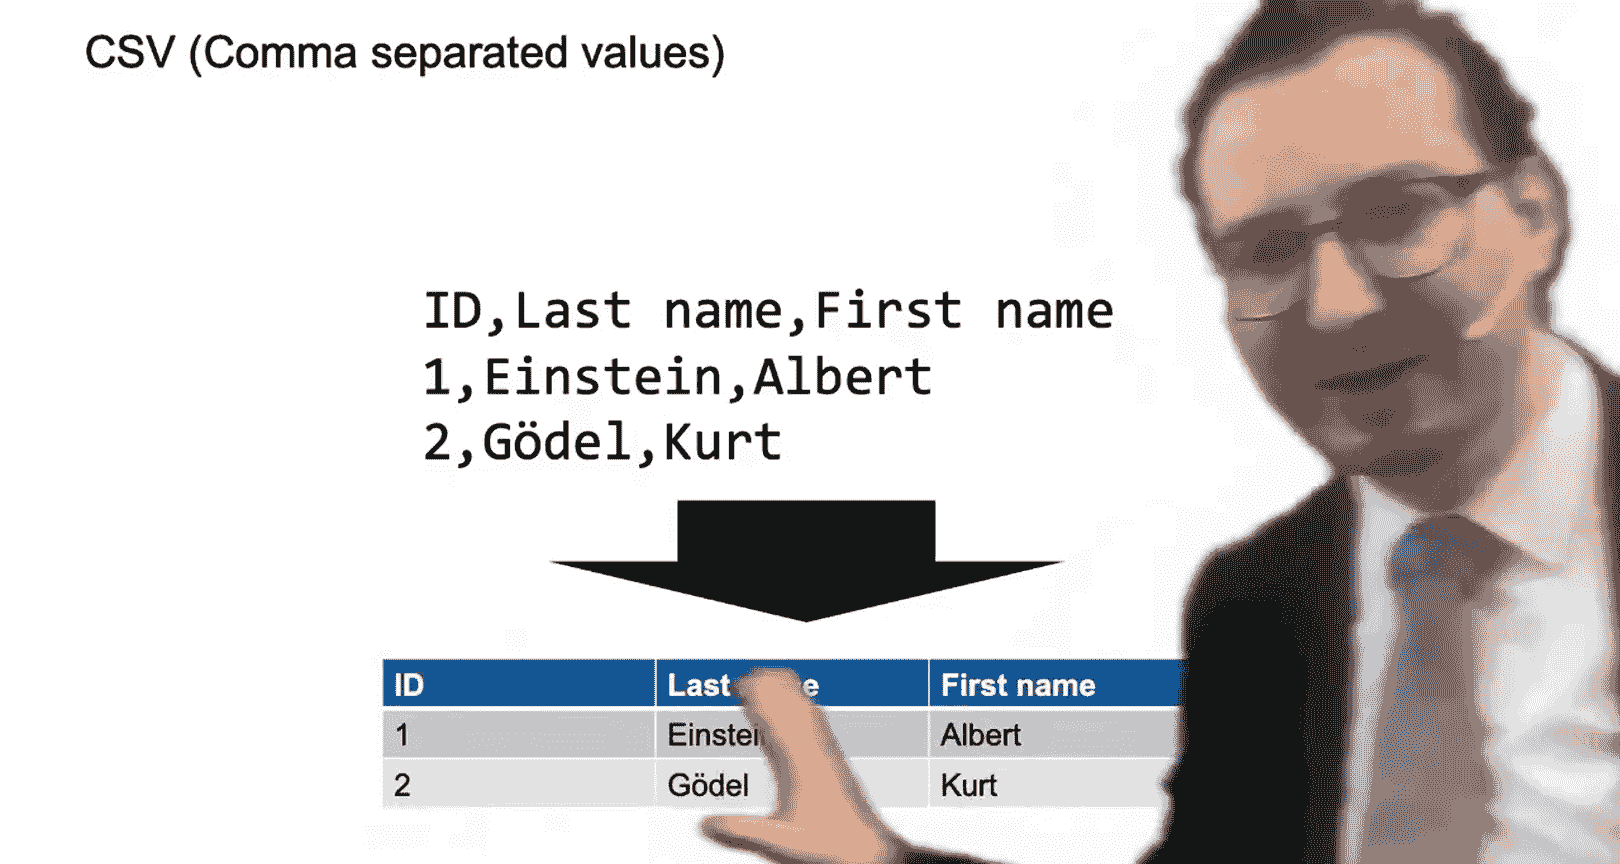 CSV (Comma separated values)
ID,Last name,First name
1,Einstein,Albert
2,Gödel,Kurt
ID Last First name
1 Albert
2 Gödel Kurt